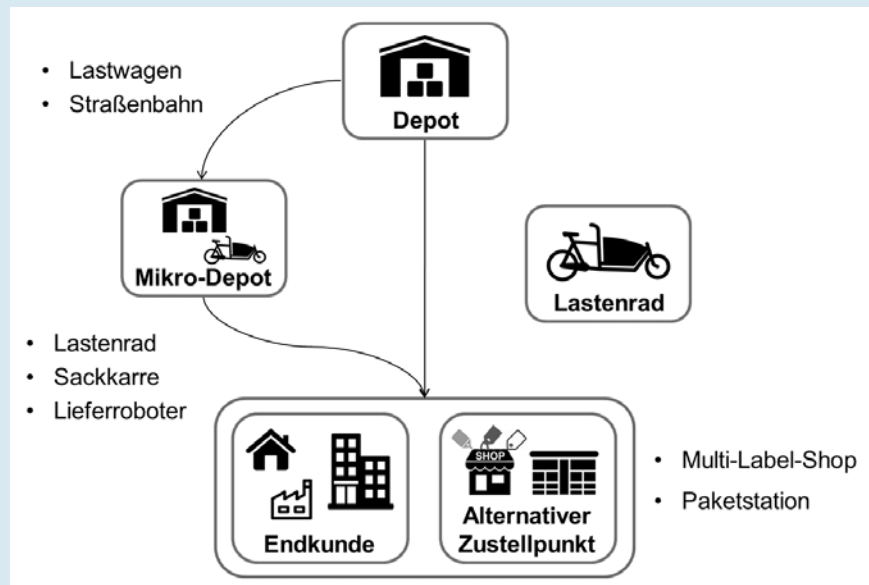 • Lastwagen
• Straßenbahn
Depot
Mikro-Depot
Lastenrad
• Lastenrad
• Sackkarre
• Lieferroboter
SHOP
Endkunde
Alternativer
Zustellpunkt
• Multi-Label-Shop
• Paketstation